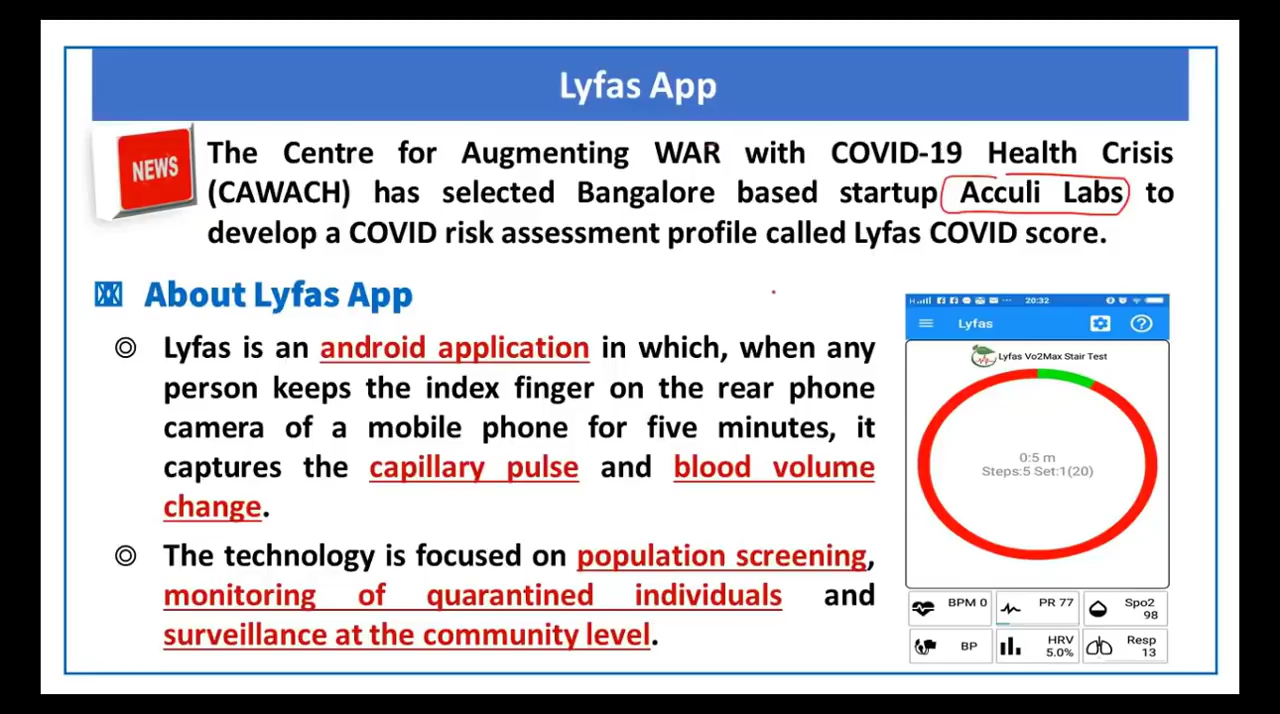 Lyfas App
NEWS
The Centre for Augmenting WAR with COVID-19 Health Crisis
(CAWACH) has selected Bangalore based startup Acculi Labs to
develop a COVID risk assessment profile called Lyfas COVID score.
About Lyfas App
Lyfas is an android application in which, when any
person keeps the index finger on the rear phone
camera of a mobile phone for five minutes, it
captures the capillary pulse and blood volume
change.
The technology is focused on population screening,
monitoring of quarantined individuals and
surveillance at the community level.
20:32
Lyfas
Lyfas Vo2Max Stair Test
0:5 m
Steps:5 Set:1(20)
BPM 0
PR 77
Spo2
98
BP
HRV
5.0%
Resp
13